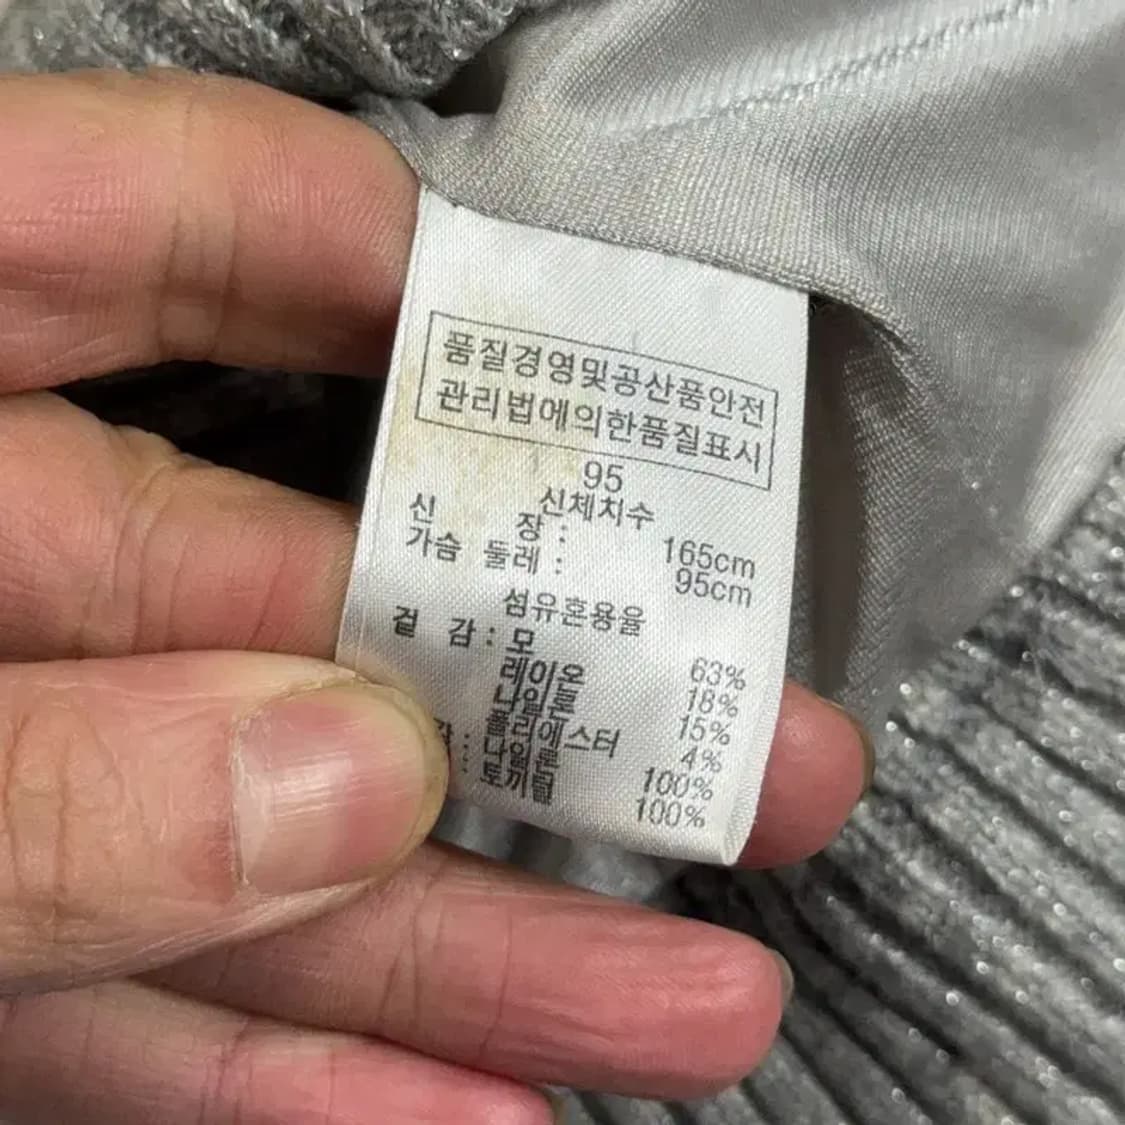 품질경영및공산품안전
관리법에의한품질표시
95
신체치수
신 장 : 165cm
가슴 둘레 : 95cm
섬유혼용율
겉 감 : 모 63%
레이온 18%
나일론 15%
폴리에스터 4%
: 나일론 100%
: 토끼털 100%